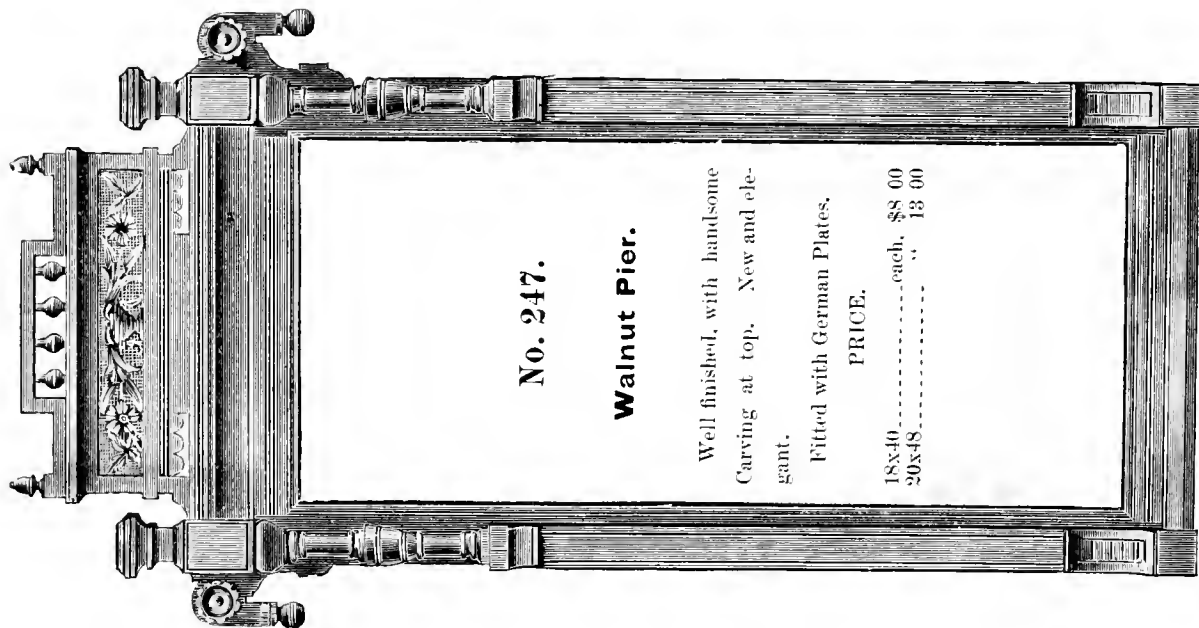 No. 247.
Walnut Pier.
Well finished, with handsome
Carving at top. New and ele-
gant.
Fitted with German Plates.
PRICE.
18x40.............each, $8 00
20x48.............. " 13 00